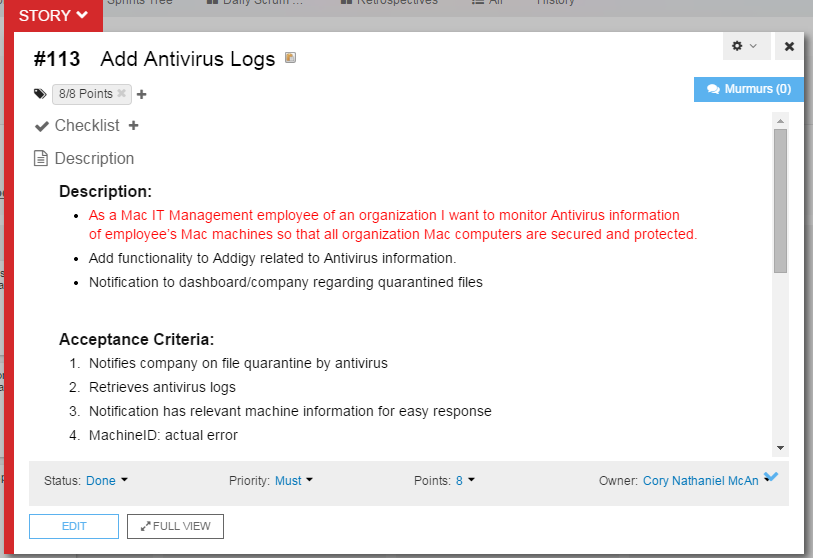 Sprints Tree
Daily Scrum ...
Retrospectives
All
History
STORY
#113 Add Antivirus Logs
8/8 Points
Murmurs (0)
Checklist
Description
Description:
As a Mac IT Management employee of an organization I want to monitor Antivirus information
of employee's Mac machines so that all organization Mac computers are secured and protected.
Add functionality to Addigy related to Antivirus information.
Notification to dashboard/company regarding quarantined files
Acceptance Criteria:
1. Notifies company on file quarantine by antivirus
2. Retrieves antivirus logs
3. Notification has relevant machine information for easy response
4. MachineID: actual error
Status: Done Priority: Must Points: 8 Owner: Cory Nathaniel McAn
EDIT FULL VIEW